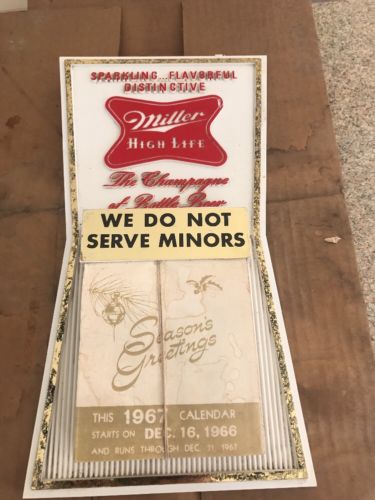 SPARKLING...FLAVORFUL
DISTINCTIVE
Miller
HIGH LIFE
The Champagne
of Bottle Beer
WE DO NOT
SERVE MINORS
Season's
Greetings
THIS 1967 CALENDAR
STARTS ON DEC. 16, 1966
AND RUNS THROUGH DEC. 31, 1967